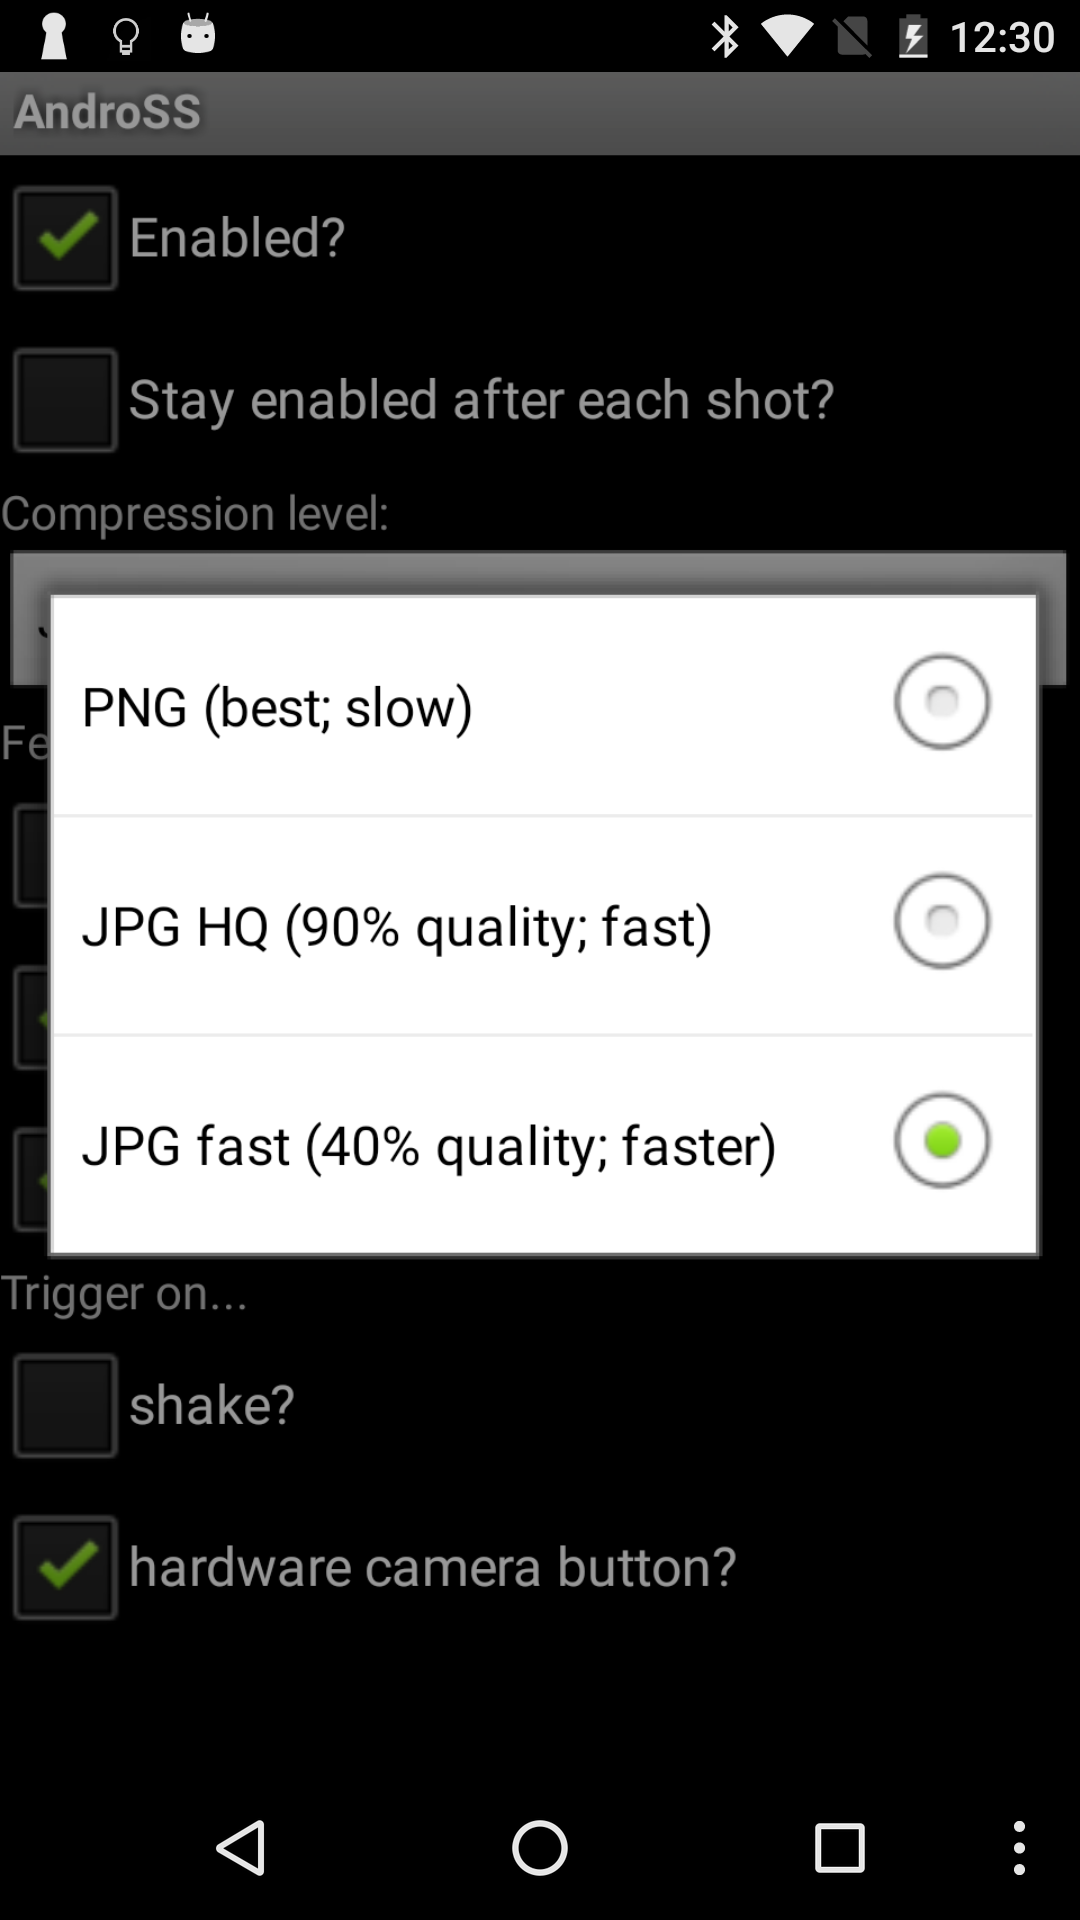 12:30
AndroSS
Enabled?
Stay enabled after each shot?
Compression level:
PNG (best; slow)
Fe
JPG HQ (90% quality; fast)
JPG fast (40% quality; faster)
Trigger on...
shake?
hardware camera button?